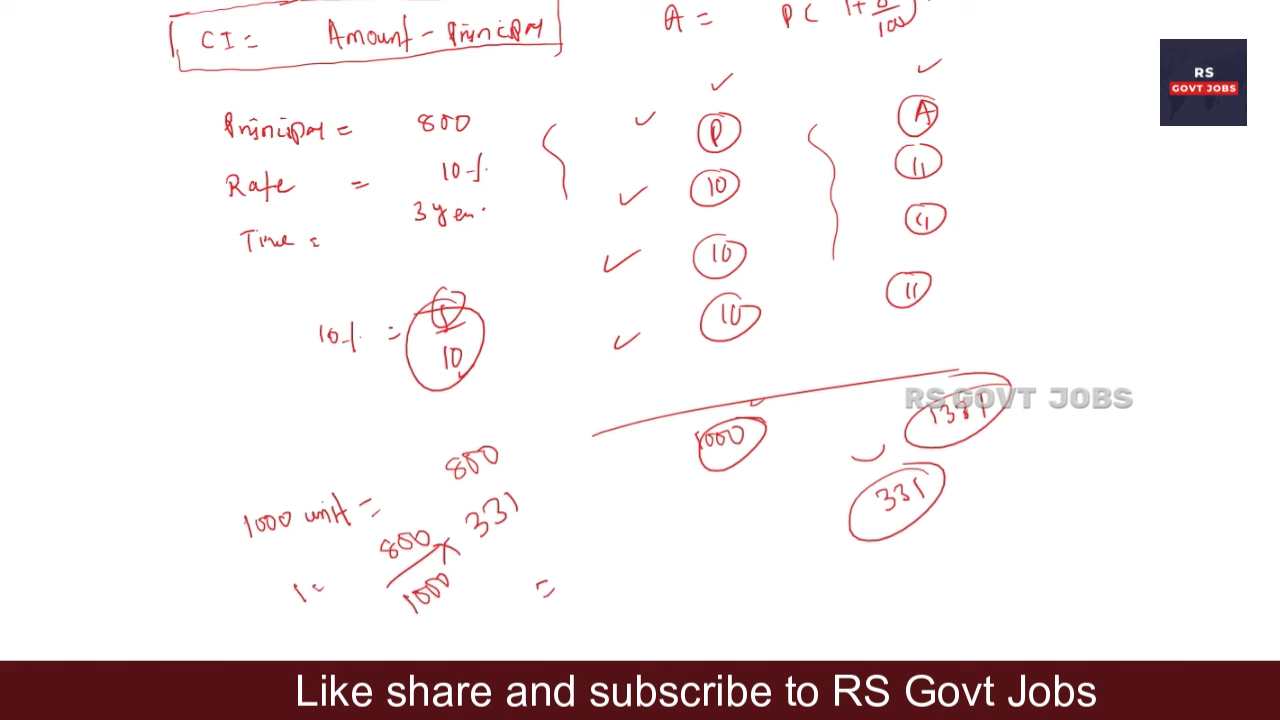 CI = Amount - Principal
A = P( 1+ /100)
RS
GOVT JOBS
Principal = 800
Rate = 10%
Time = 3 year
P A
10 11
10 11
10 11
10% = 1/10
RS GOVT JOBS
1000 1331
331
1000 unit = 800
1 = 800/1000 × 331 =
Like share and subscribe to RS Govt Jobs